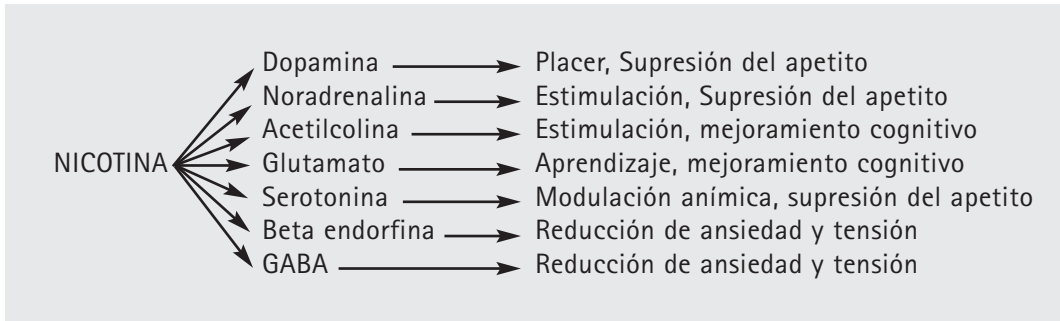 Dopamina Placer, Supresión del apetito
Noradrenalina Estimulación, Supresión del apetito
Acetilcolina Estimulación, mejoramiento cognitivo
NICOTINA Glutamato Aprendizaje, mejoramiento cognitivo
Serotonina Modulación anímica, supresión del apetito
Beta endorfina Reducción de ansiedad y tensión
GABA Reducción de ansiedad y tensión